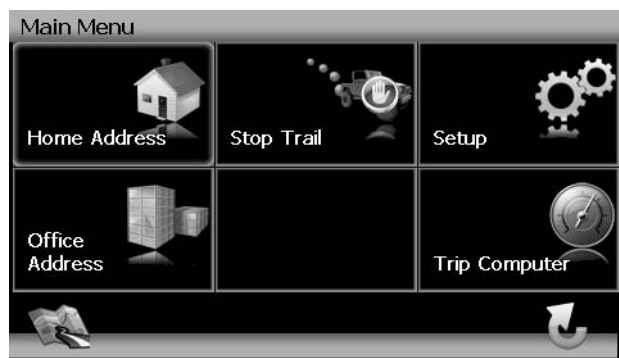 Main Menu
Home Address
Stop Trail
Setup
Office
Address
Trip Computer